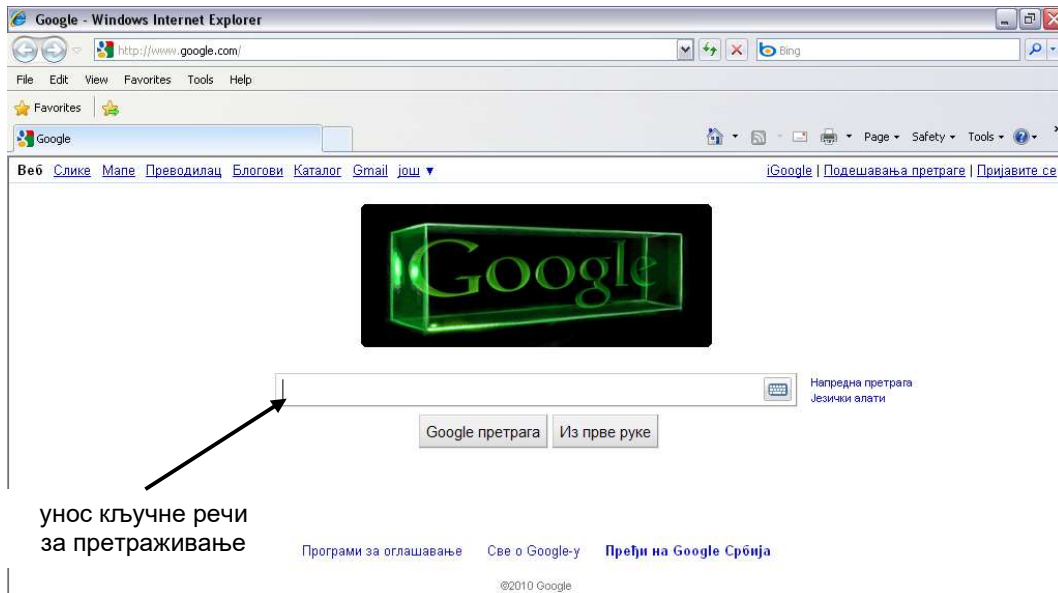 Google - Windows Internet Explorer
http://www.google.com/
Bing
File Edit View Favorites Tools Help
Favorites
Google
Page Safety Tools
Веб Слике Мапе Преводилац Блогови Каталог Gmail још ▼
iGoogle | Подешавања претраге | Пријавите се
Google
Напредна претрага
Језички алати
Google претрага Из прве руке
унос кључне речи
за претраживање
Програми за оглашавање Све о Google-у Пређи на Google Србија
©2010 Google